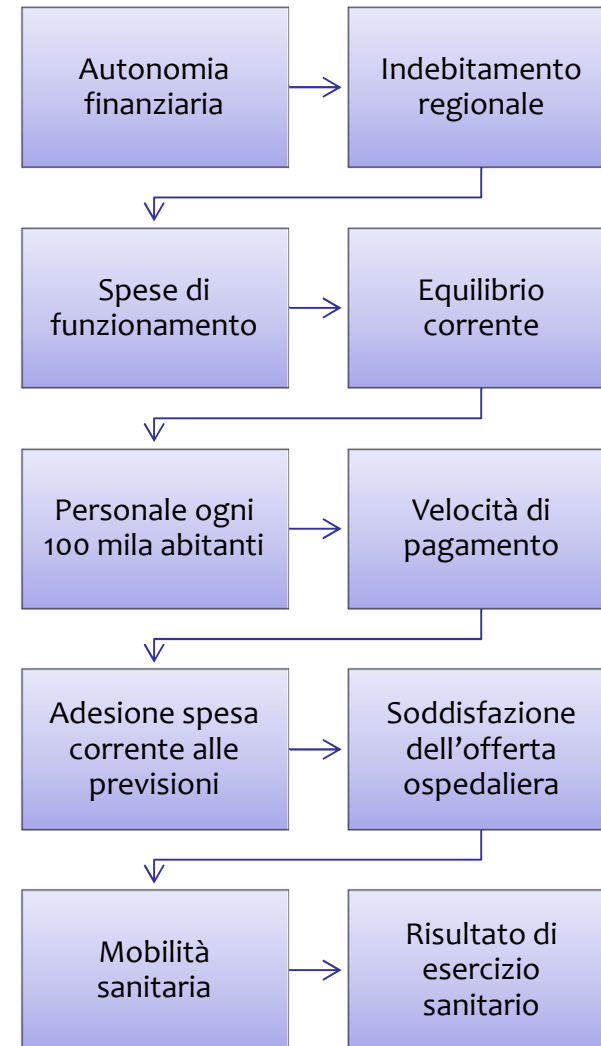 Autonomia
finanziaria
Indebitamento
regionale
Spese di
funzionamento
Equilibrio
corrente
Personale ogni
100 mila abitanti
Velocità di
pagamento
Adesione spesa
corrente alle
previsioni
Soddisfazione
dell’offerta
ospedaliera
Mobilità
sanitaria
Risultato di
esercizio
sanitario